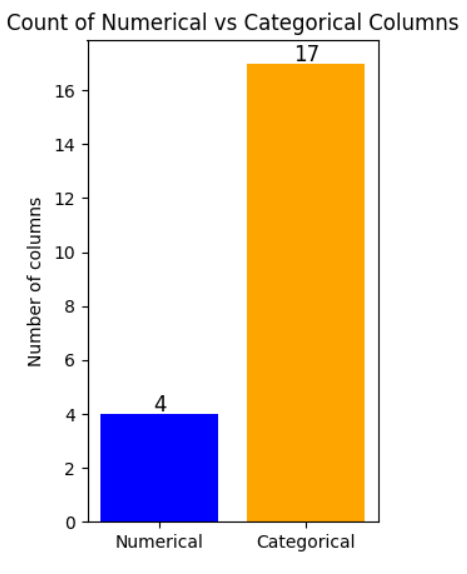 Count of Numerical vs Categorical Columns
17
16
14
12
10
8
6
4
4
2
0
Number of columns
Numerical
Categorical